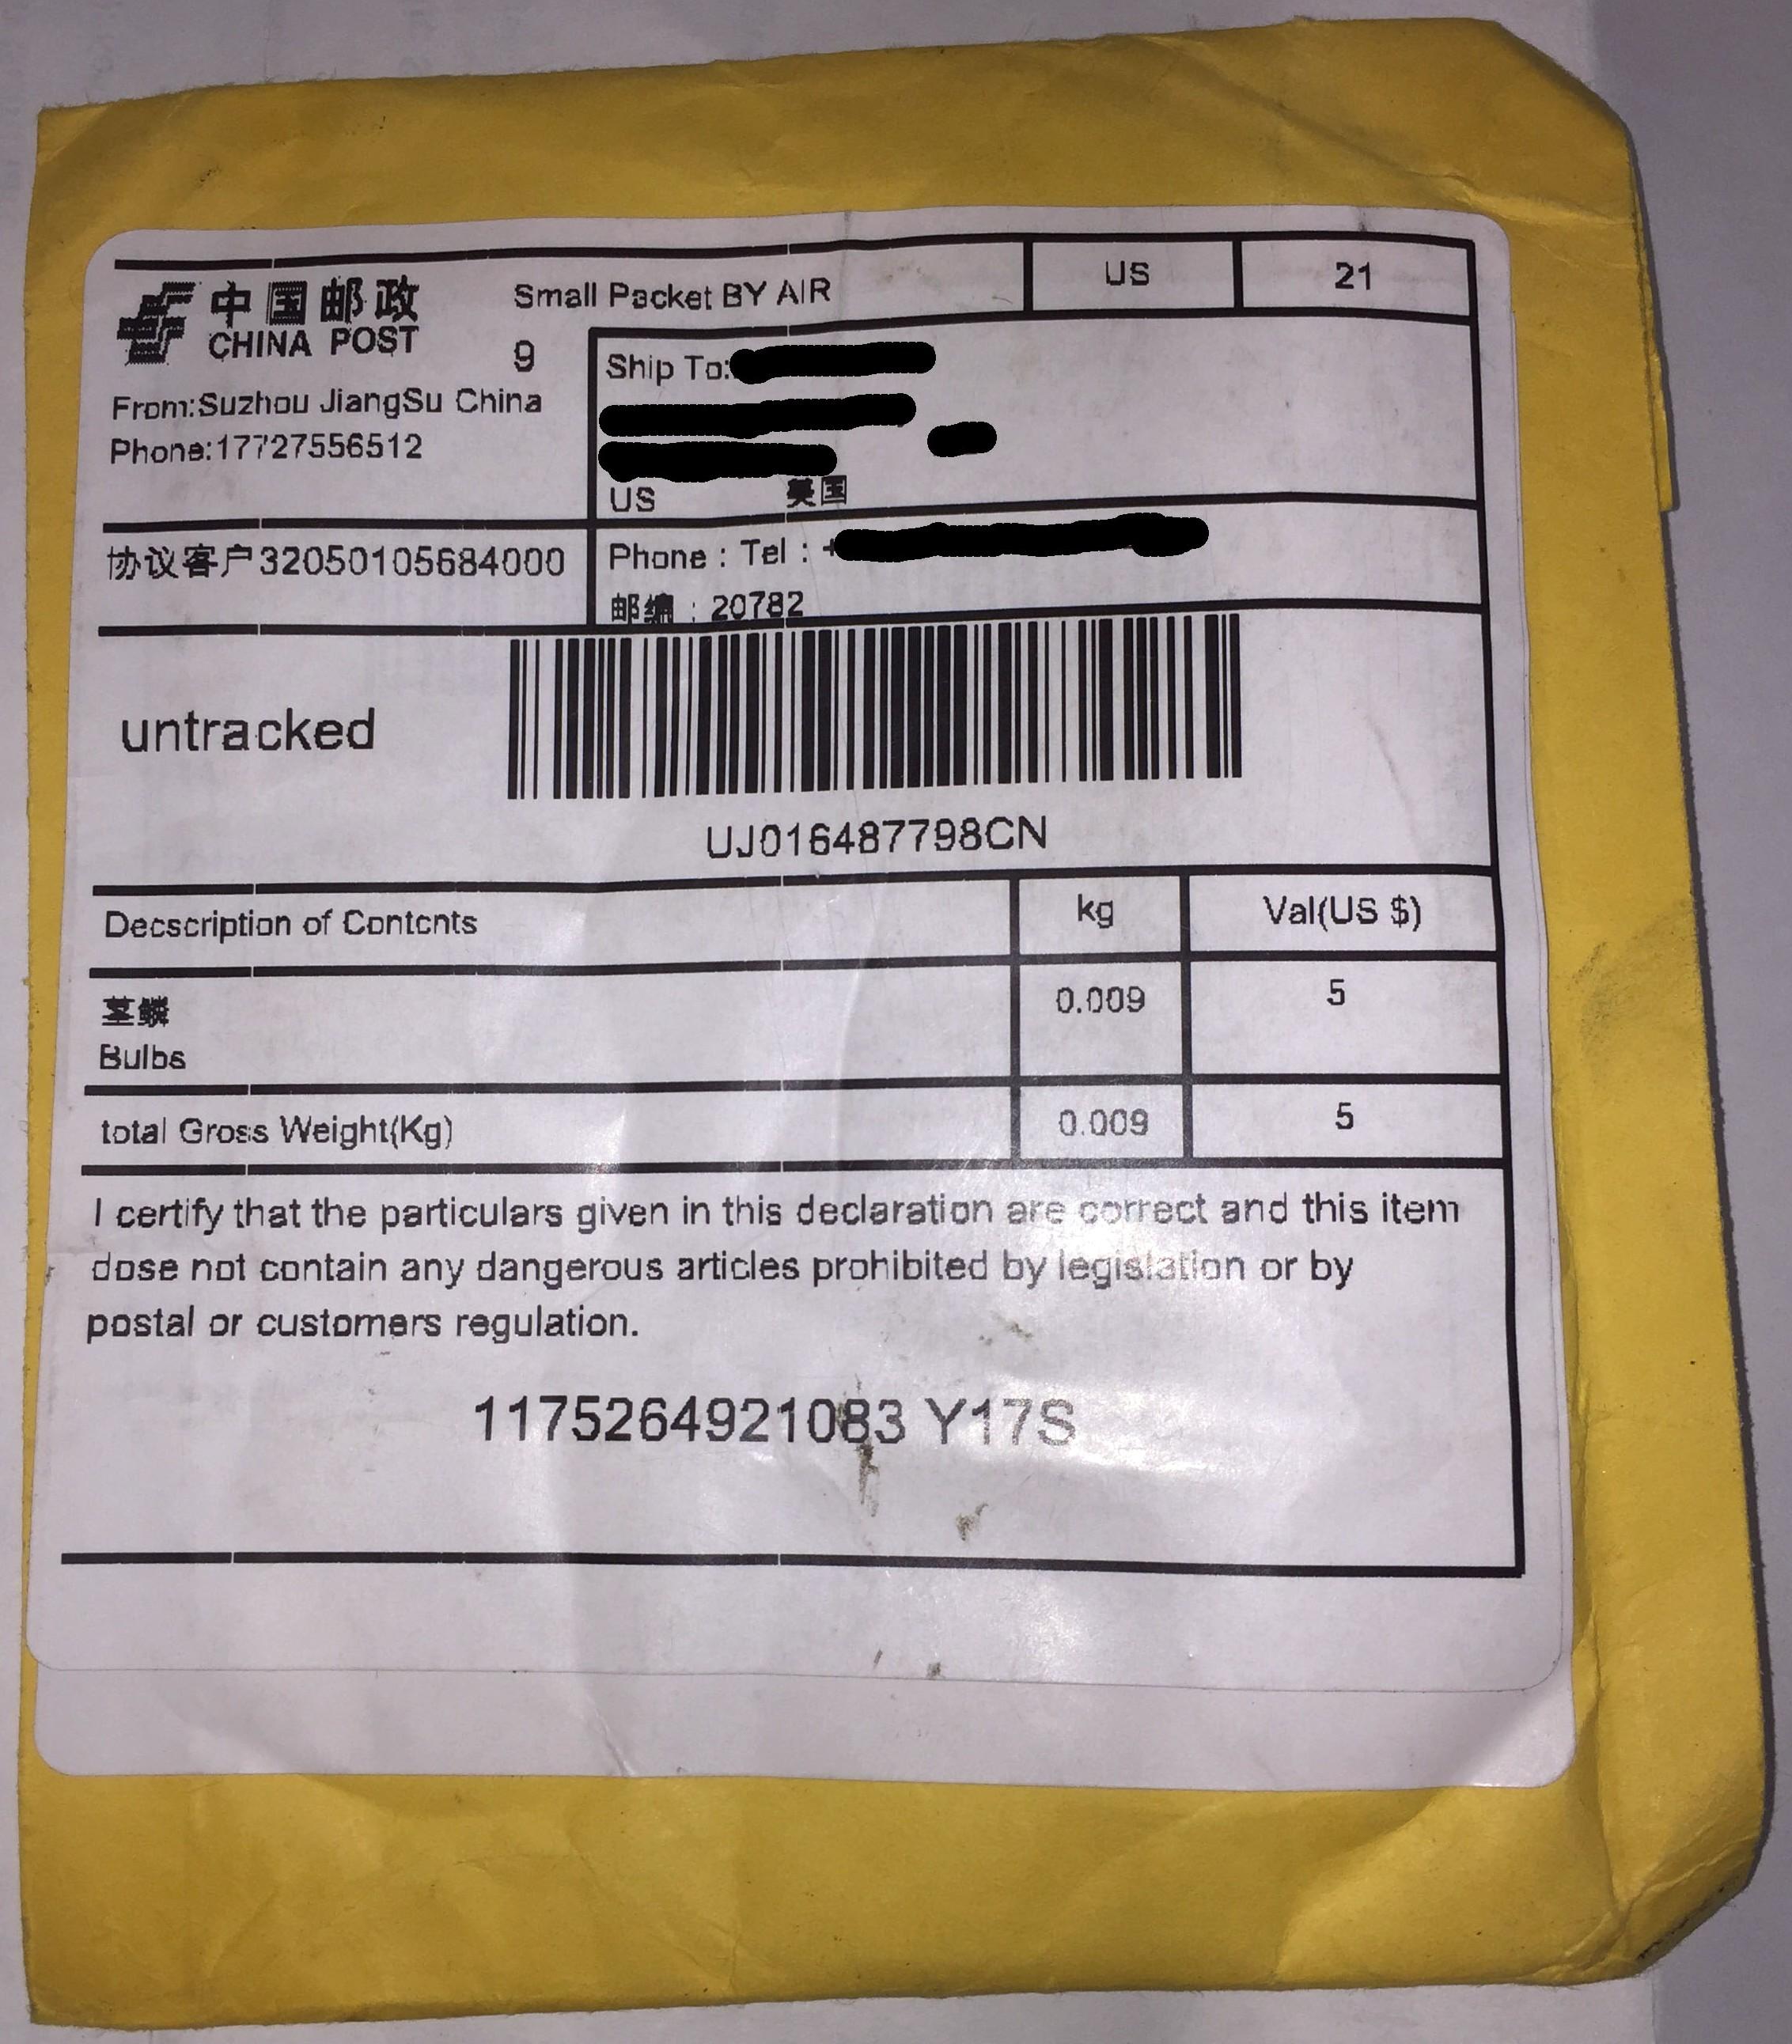 中国邮政
CHINA POST
Small Packet BY AIR
US
21
9
From:Suzhou JiangSu China
Phone:17727556512
Ship To:
US 美国
协议客户32050105684000
Phone : Tel : +
邮编 : 20782
untracked
UJ016487798CN
Decscription of Contents
kg
Val(US $)
茎鳞
Bulbs
0.009
5
total Gross Weight(Kg)
0.009
5
I certify that the particulars given in this declaration are correct and this item
dose not contain any dangerous articles prohibited by legislation or by
postal or customers regulation.
1175264921083 Y17S